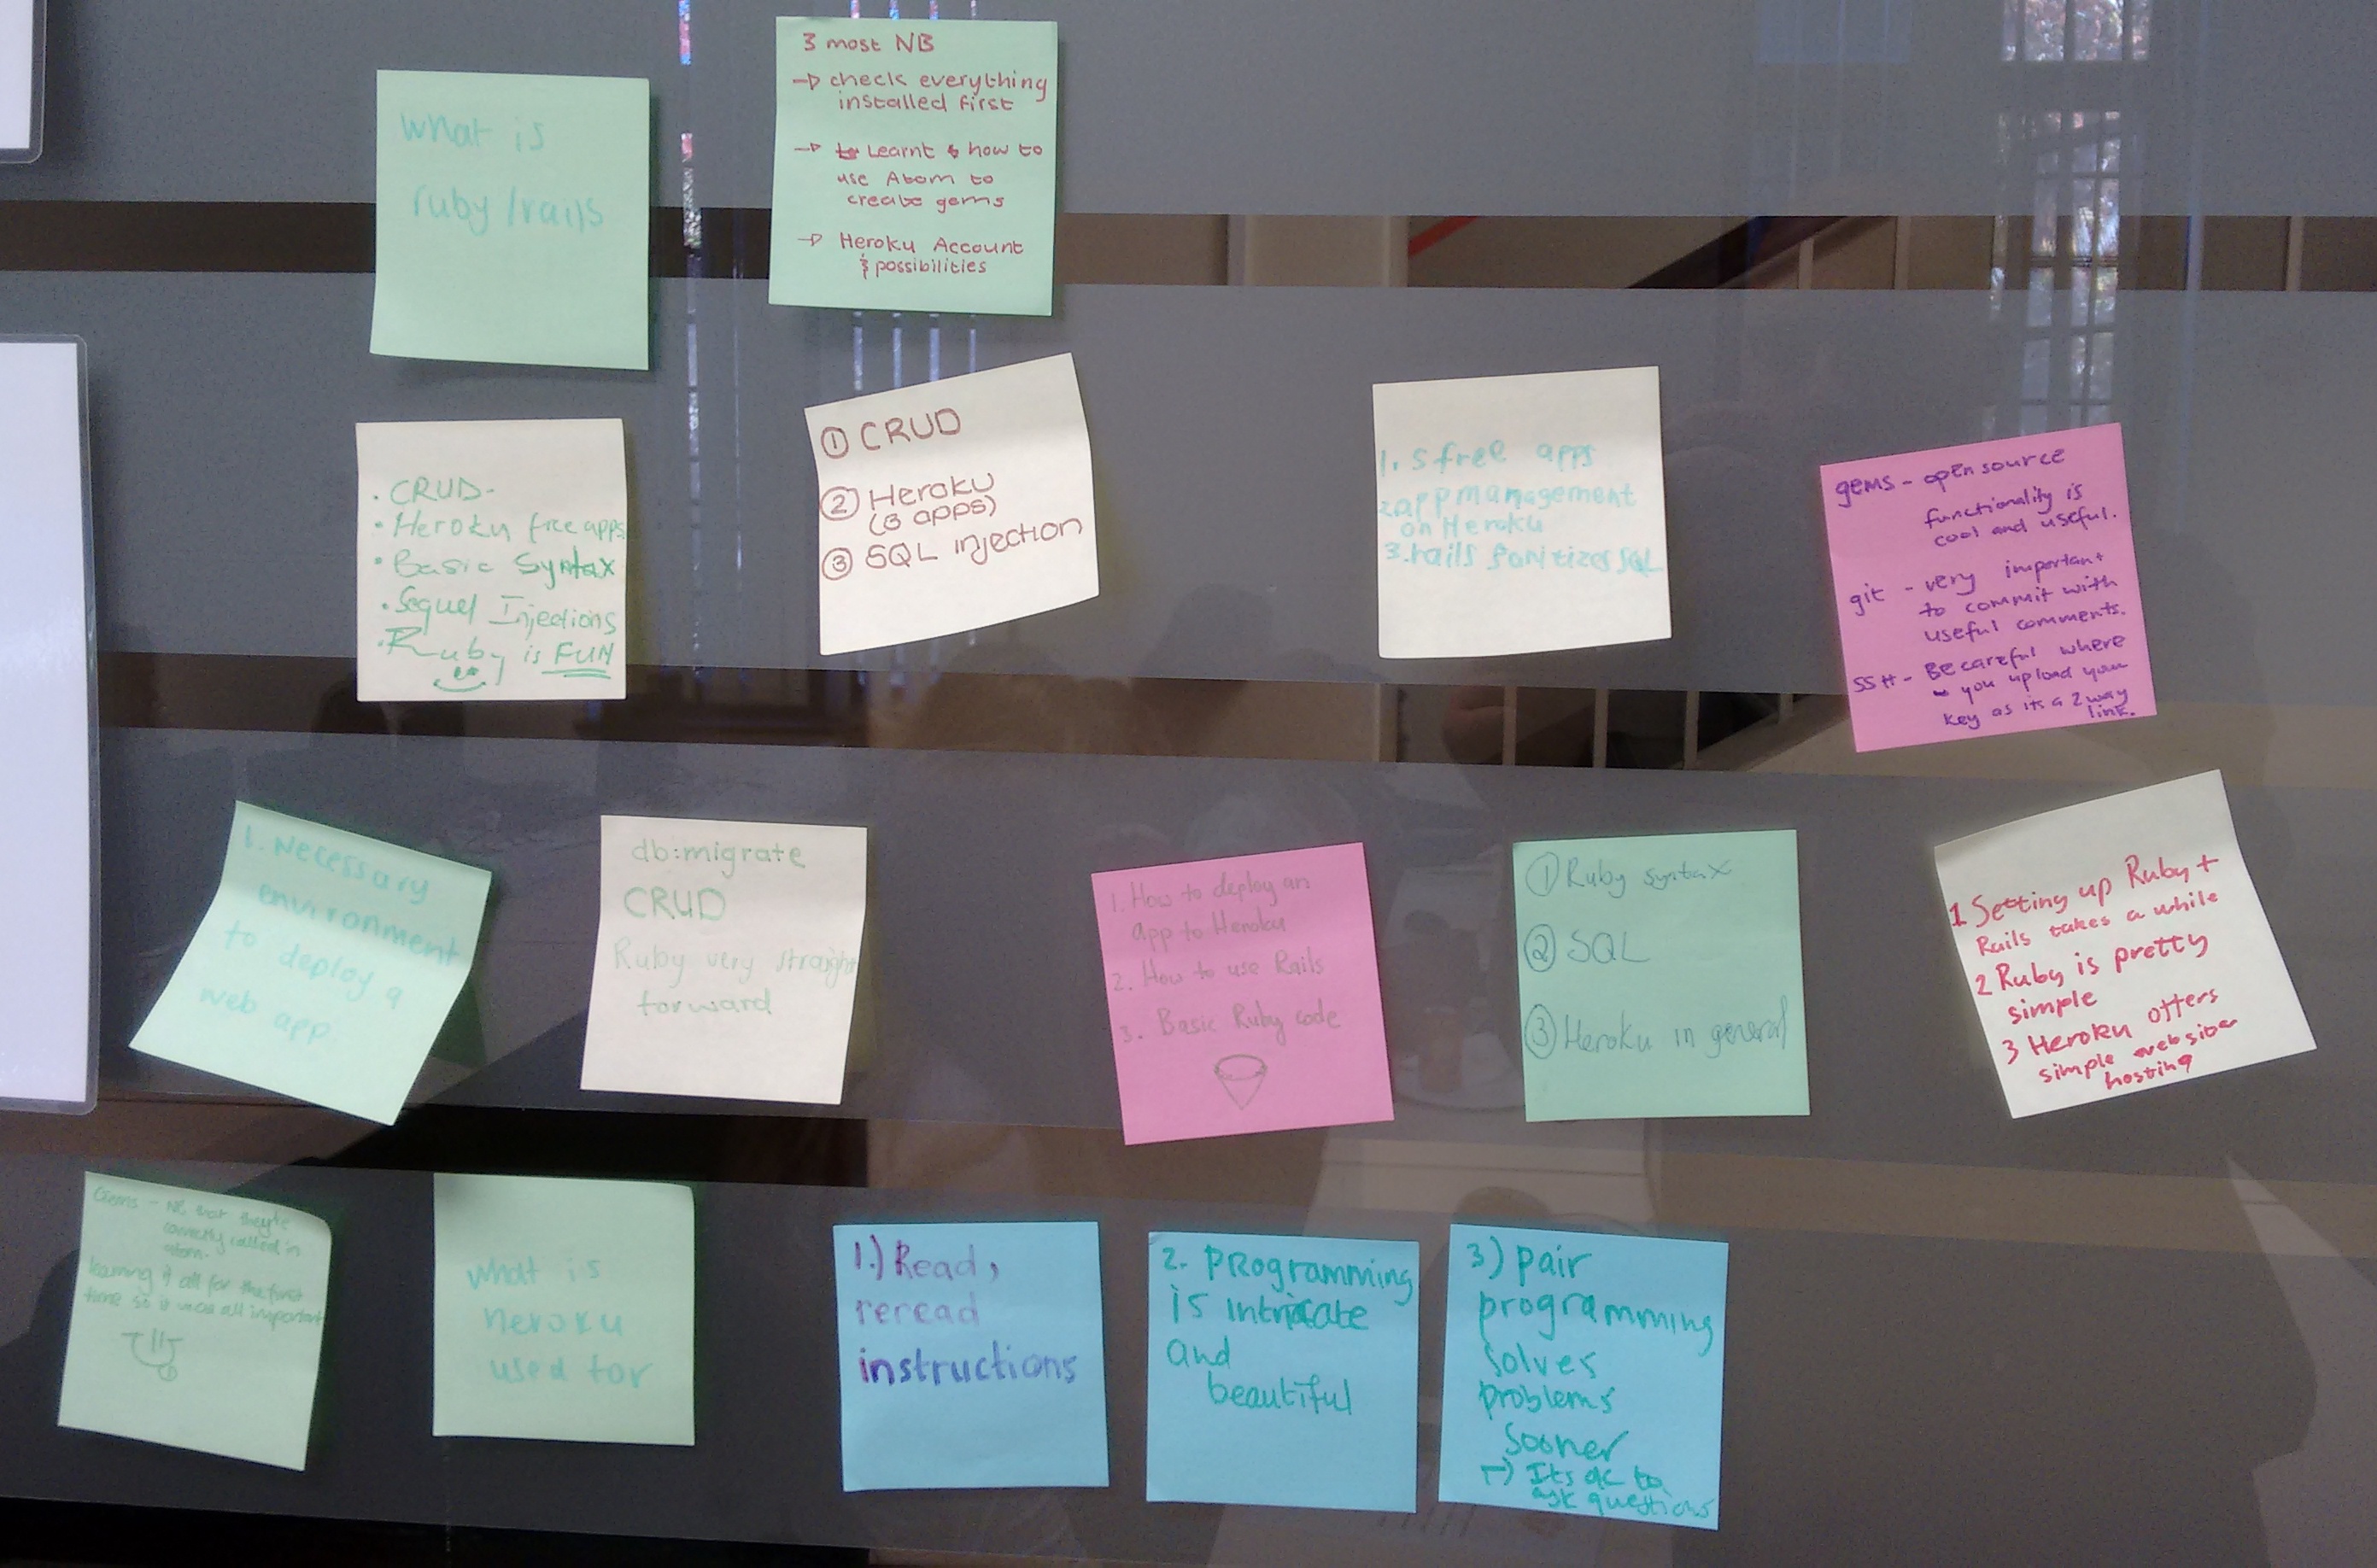 what is
ruby/rails
3 most NB
→ check everything
installed first
→ Learnt how to
use Atom to
create gems
→ Heroku Account
& possibilities
· CRUD-
· Heroku free apps
· Basic Syntax
· Sequel Injections
· Ruby is FUN
① CRUD
② Heroku
(5 apps)
③ SQL injection
1. 5 free apps
2 app management
on Heroku
3. rails sanitizes SQL
gems - open source
functionality is
cool and useful.
git - very important
to commit with
useful comments.
SSH - Be careful where
you upload your
key as its a 2 way
link.
1. Necessary
environment
to deploy a
web app
db:migrate
CRUD
Ruby very straight
forward
1. How to deploy an
app to Heroku
2. How to use Rails
3. Basic Ruby code
① Ruby syntax
② SQL
③ Heroku in general
1 Setting up Ruby +
Rails takes a while
2 Ruby is pretty
simple
3 Heroku offers
simple web site
hosting
Gems - NB that they're
correctly called in
atom.
learning it all for the first
time so it was all important
what is
heroku
used for
1.) Read,
reread
instructions
2. Programming
is intricate
and
beautiful
3) pair
programming
solves
problems
sooner
Its ok to
ask questions